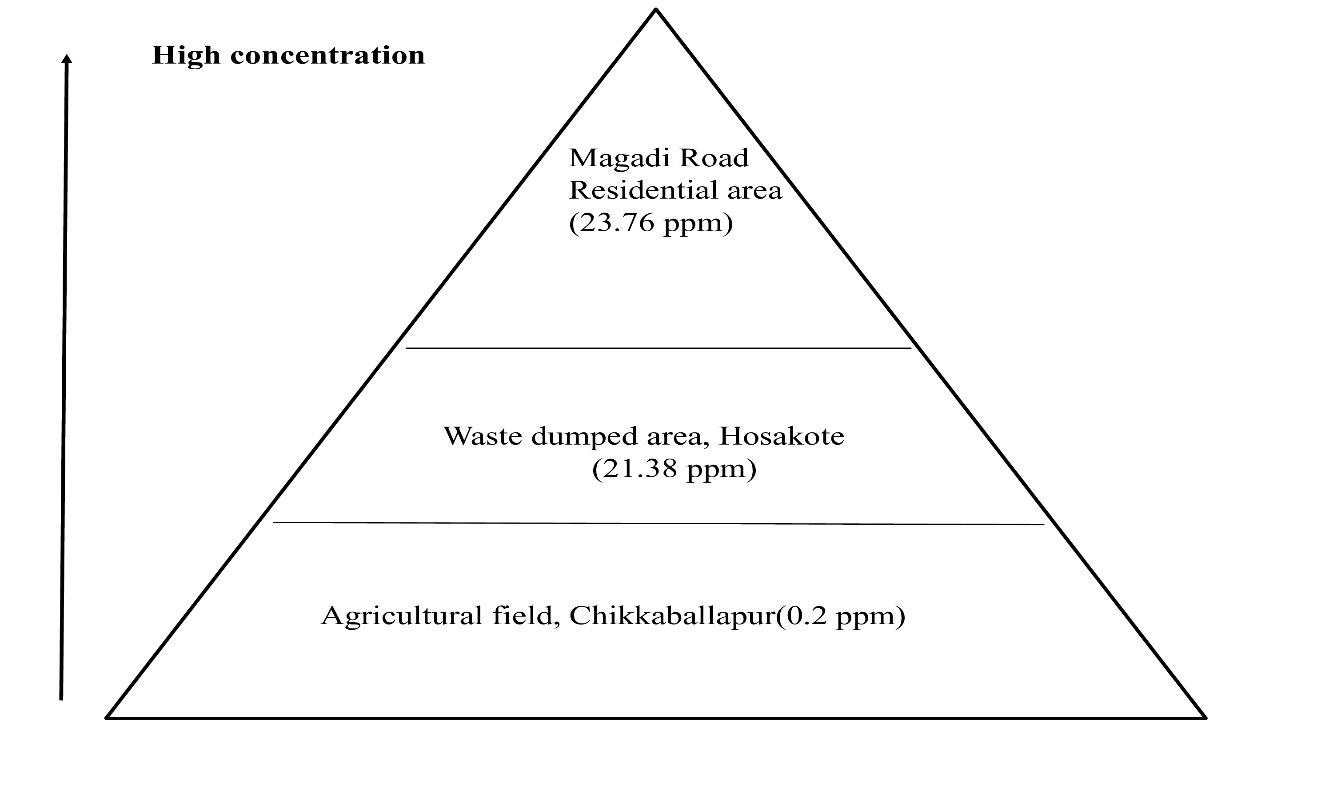 High concentration
Magadi Road
Residential area
(23.76 ppm)
Waste dumped area, Hosakote
(21.38 ppm)
Agricultural field, Chikkaballapur(0.2 ppm)